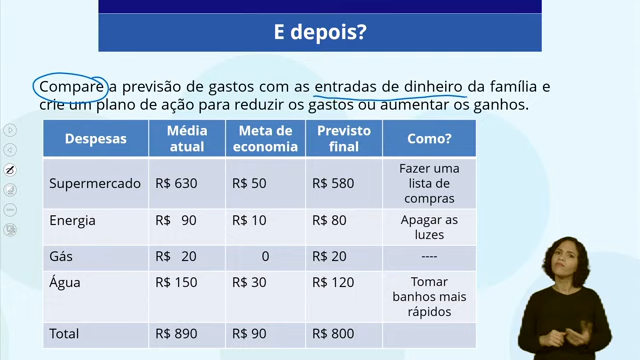 E depois?
Compare a previsão de gastos com as entradas de dinheiro da família e
crie um plano de ação para reduzir os gastos ou aumentar os ganhos.
Despesas Média atual Meta de economia Previsto final Como?
Supermercado R$ 630 R$ 50 R$ 580 Fazer uma lista de compras
Energia R$ 90 R$ 10 R$ 80 Apagar as luzes
Gás R$ 20 0 R$ 20 ----
Água R$ 150 R$ 30 R$ 120 Tomar banhos mais rápidos
Total R$ 890 R$ 90 R$ 800